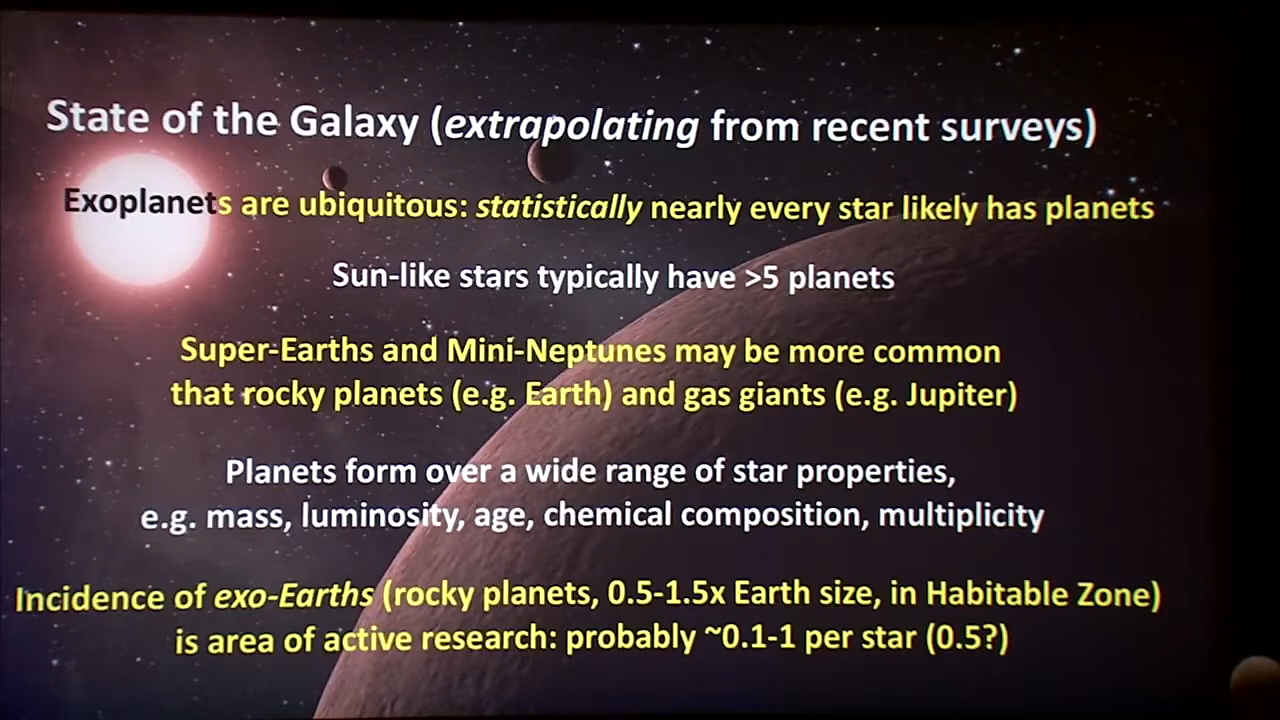 State of the Galaxy (extrapolating from recent surveys)
Exoplanets are ubiquitous: statistically nearly every star likely has planets
Sun-like stars typically have >5 planets
Super-Earths and Mini-Neptunes may be more common
that rocky planets (e.g. Earth) and gas giants (e.g. Jupiter)
Planets form over a wide range of star properties,
e.g. mass, luminosity, age, chemical composition, multiplicity
Incidence of exo-Earths (rocky planets, 0.5-1.5x Earth size, in Habitable Zone)
is area of active research: probably ~0.1-1 per star (0.5?)